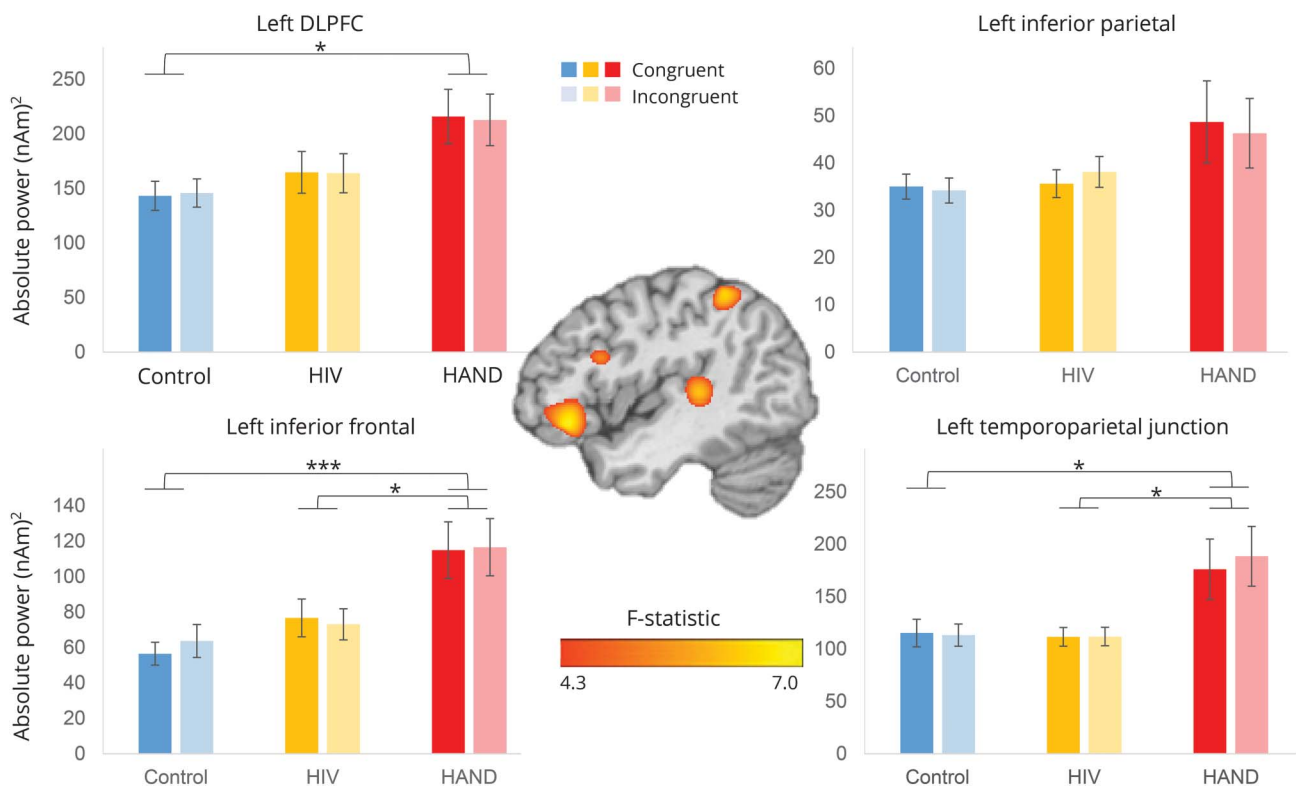 Left DLPFC
*
Absolute power (nAm)²
250
200
150
100
50
0
Control HIV HAND
Congruent
Incongruent
Left inferior parietal
60
50
40
30
20
10
0
Control HIV HAND
Left inferior frontal
***
*
Absolute power (nAm)²
140
120
100
80
60
40
20
0
Control HIV HAND
F-statistic
4.3 7.0
Left temporoparietal junction
*
*
250
200
150
100
50
0
Control HIV HAND